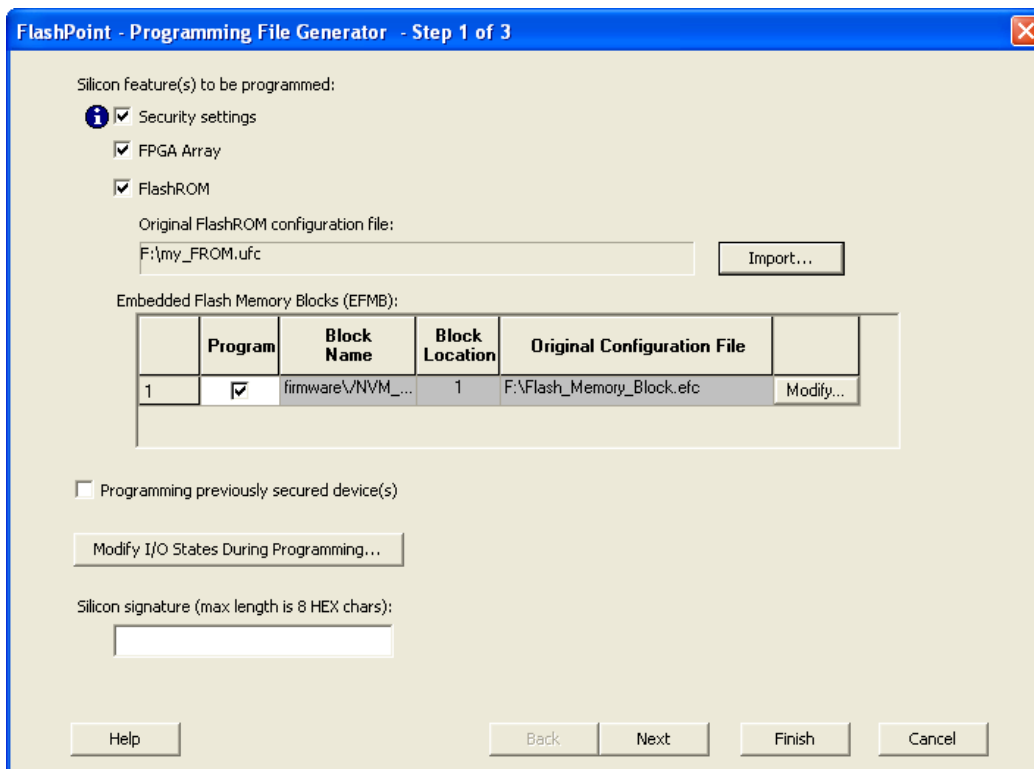 FlashPoint - Programming File Generator - Step 1 of 3
Silicon feature(s) to be programmed:
Security settings
FPGA Array
FlashROM
Original FlashROM configuration file:
F:\my_FROM.ufc
Import...
Embedded Flash Memory Blocks (EFMB):
Program Block Name Block Location Original Configuration File
1 firmware\/NVM_... 1 F:\Flash_Memory_Block.efc Modify...
Programming previously secured device(s)
Modify I/O States During Programming...
Silicon signature (max length is 8 HEX chars):
Help Back Next Finish Cancel